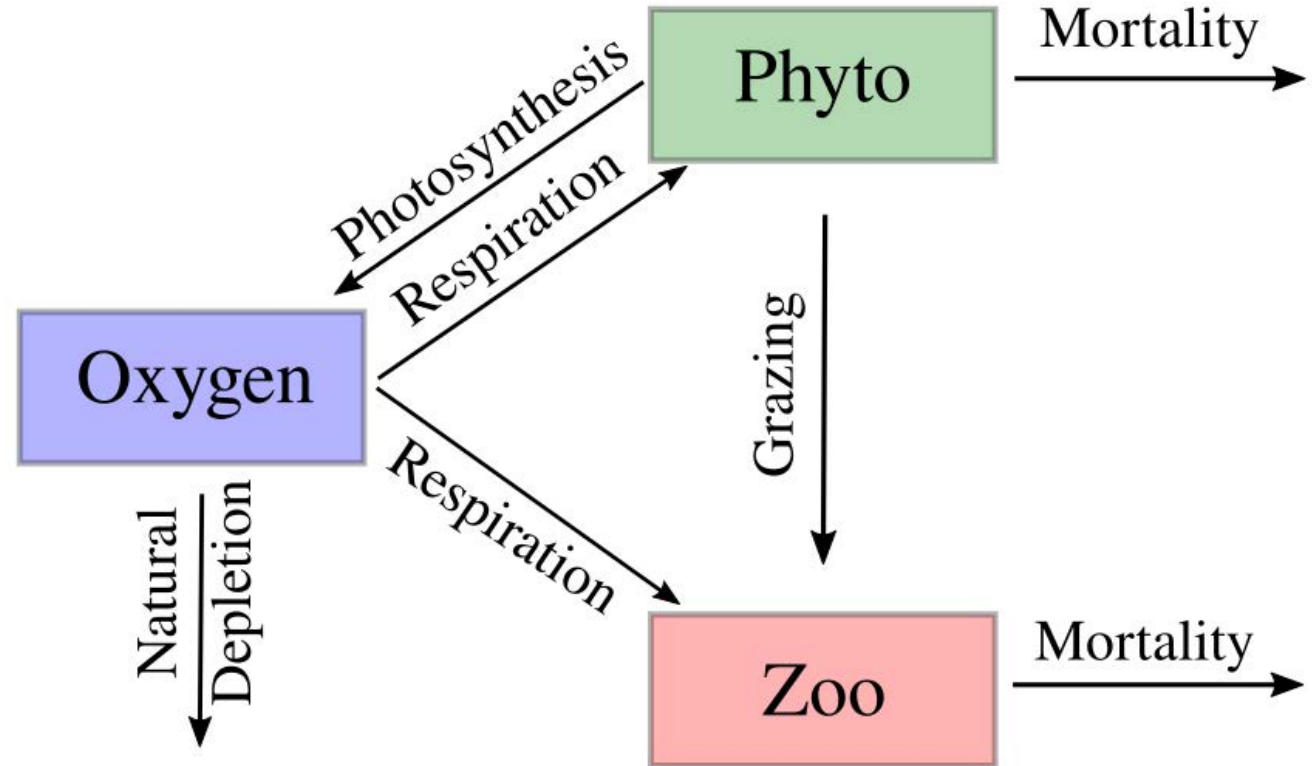 Phyto
Mortality
Photosynthesis
Respiration
Oxygen
Grazing
Respiration
Natural
Depletion
Zoo
Mortality